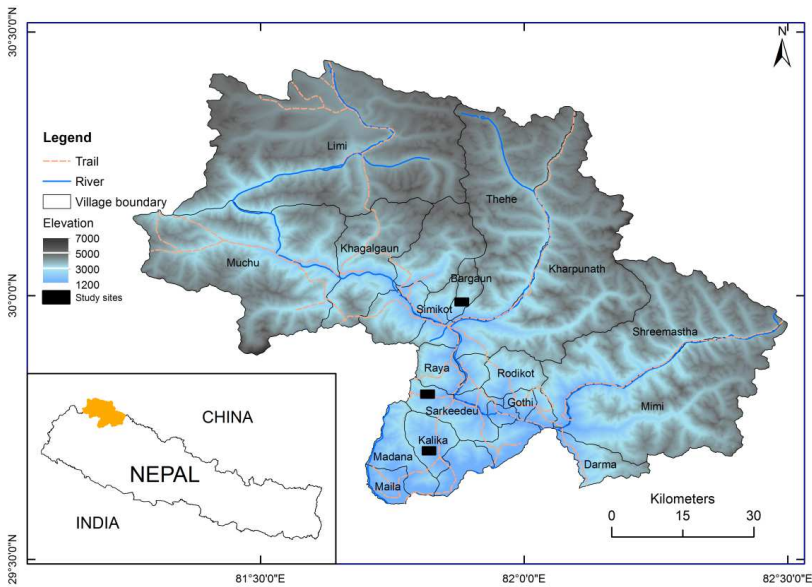 30°30'0"N
N
Legend
Trail
River
Village boundary
Elevation
7000
5000
3000
1200
Study sites
Limi
Thehe
Khagalgaun
Muchu
Bargaun
Kharpunath
Simikot
30°0'0"N
Shreemastha
Raya
Rodikot
Sarkeedeu
Gothi
Mimi
Kalika
Madana
Darma
Maila
CHINA
NEPAL
INDIA
Kilometers
0 15 30
29°30'0"N
81°30'0"E 82°0'0"E 82°30'0"E